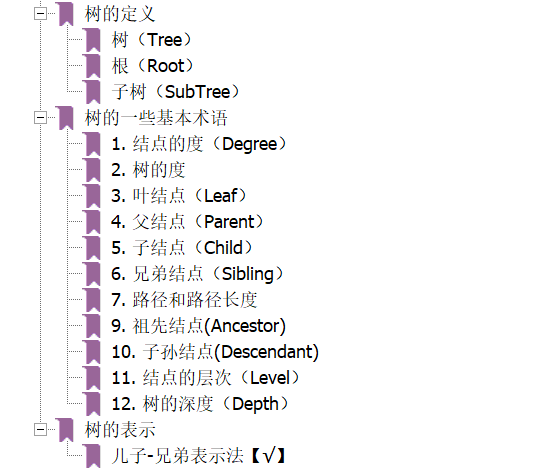 树的定义
树（Tree）
根（Root）
子树（SubTree）
树的一些基本术语
1. 结点的度（Degree）
2. 树的度
3. 叶结点（Leaf）
4. 父结点（Parent）
5. 子结点（Child）
6. 兄弟结点（Sibling）
7. 路径和路径长度
9. 祖先结点(Ancestor)
10. 子孙结点(Descendant)
11. 结点的层次（Level）
12. 树的深度（Depth）
树的表示
儿子-兄弟表示法【√】